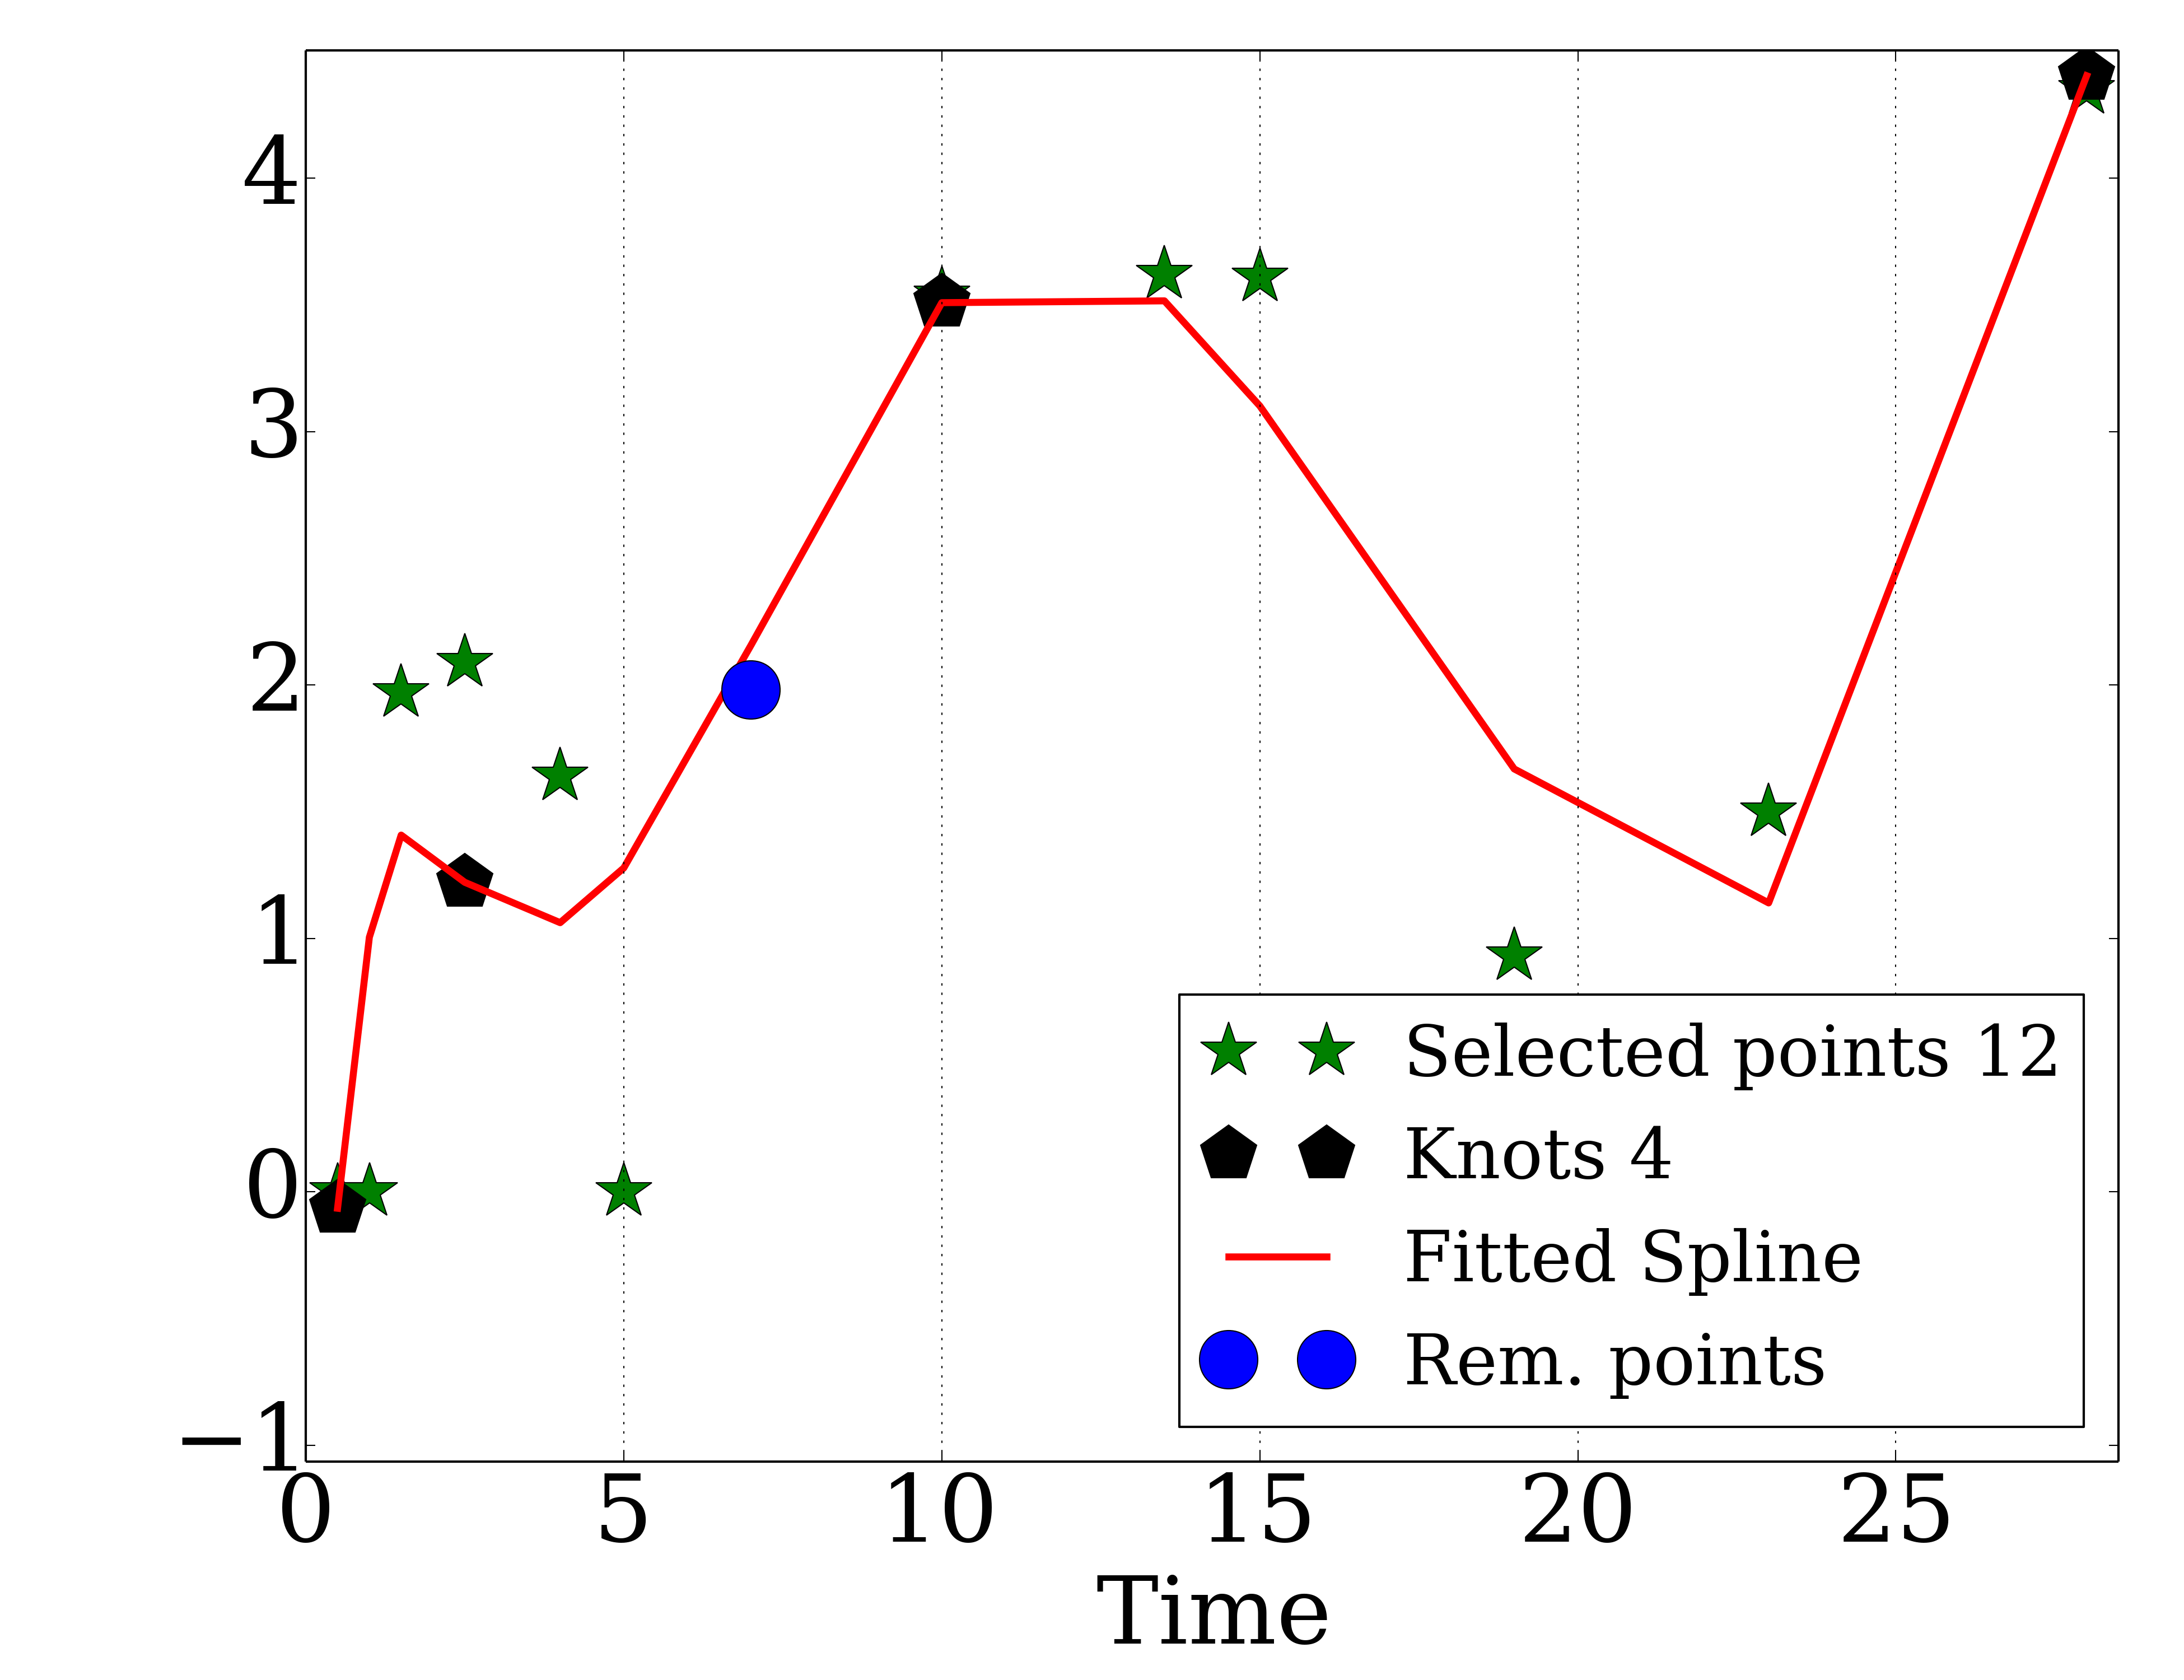 4
3
2
1
0
−1
0 5 10 15 20 25
Time
Selected points 12
Knots 4
Fitted Spline
Rem. points